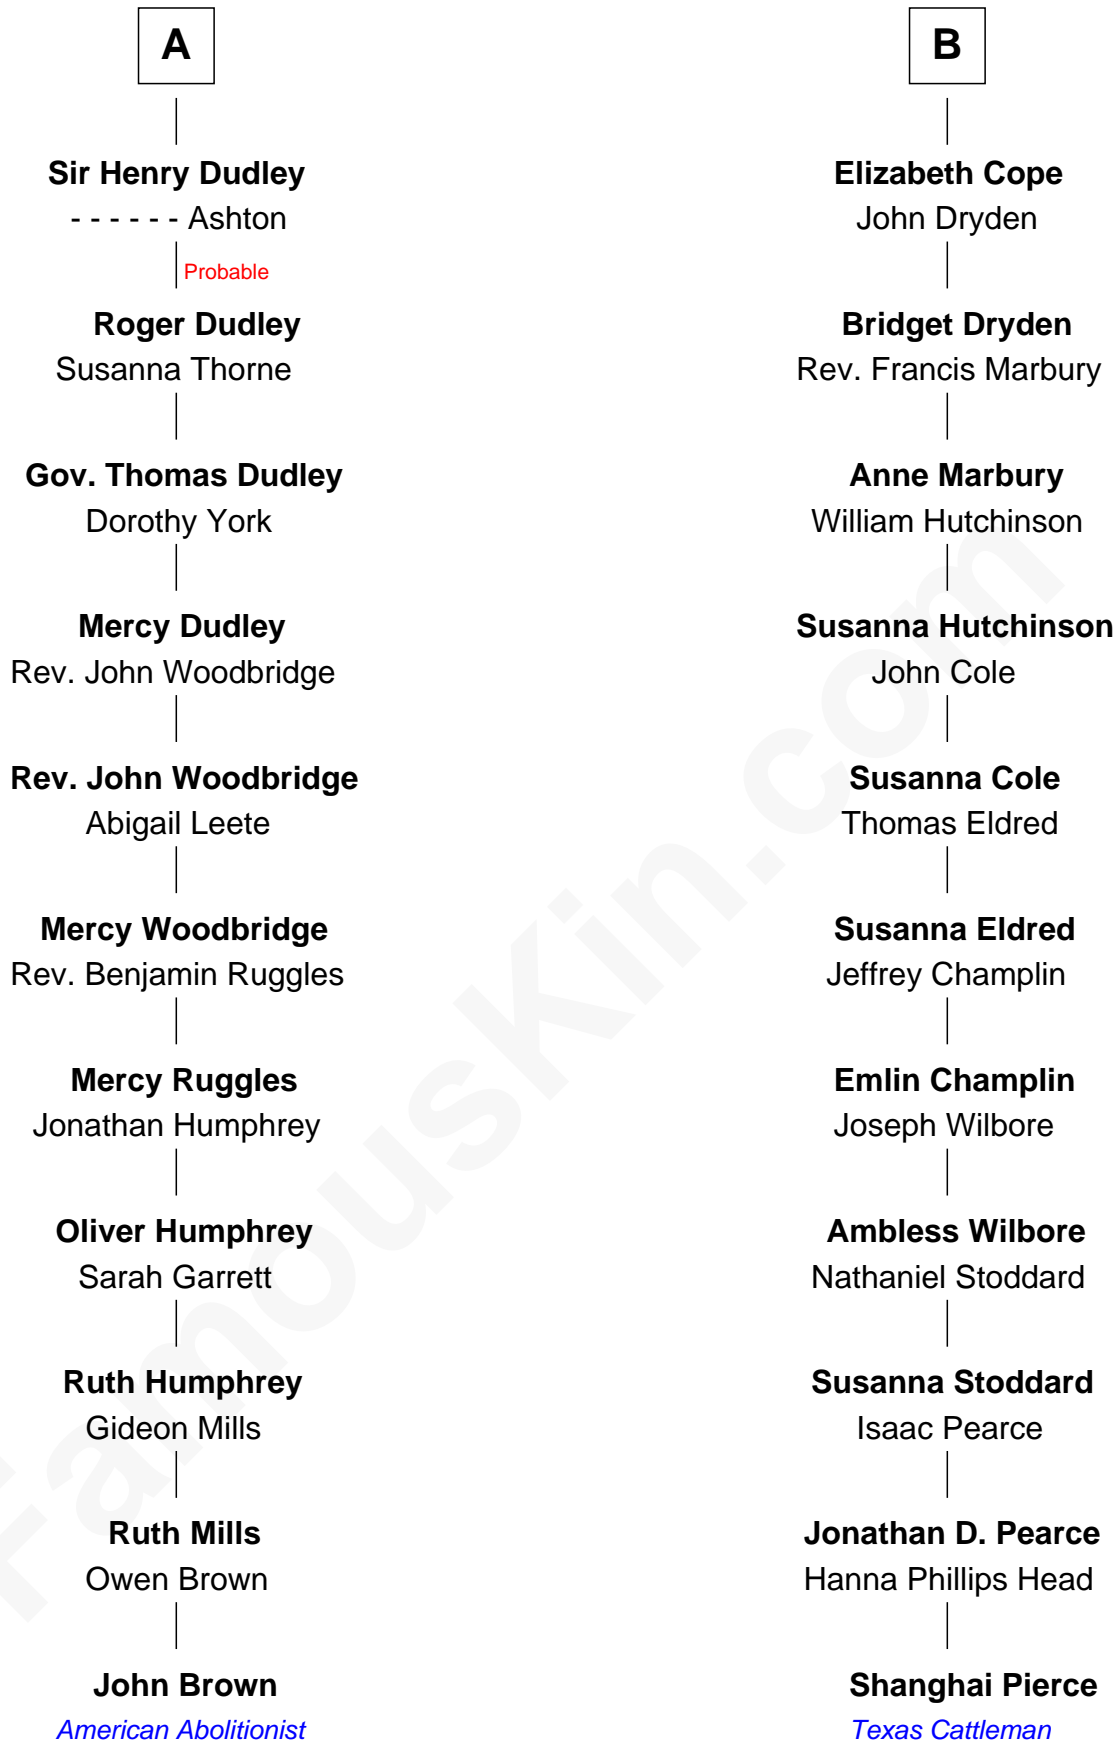 A
Sir Henry Dudley
- - - - - - Ashton
Probable
Roger Dudley
Susanna Thorne
Gov. Thomas Dudley
Dorothy York
Mercy Dudley
Rev. John Woodbridge
Rev. John Woodbridge
Abigail Leete
Mercy Woodbridge
Rev. Benjamin Ruggles
Mercy Ruggles
Jonathan Humphrey
Oliver Humphrey
Sarah Garrett
Ruth Humphrey
Gideon Mills
Ruth Mills
Owen Brown
John Brown
American Abolitionist
B
Elizabeth Cope
John Dryden
Bridget Dryden
Rev. Francis Marbury
Anne Marbury
William Hutchinson
Susanna Hutchinson
John Cole
Susanna Cole
Thomas Eldred
Susanna Eldred
Jeffrey Champlin
Emlin Champlin
Joseph Wilbore
Ambless Wilbore
Nathaniel Stoddard
Susanna Stoddard
Isaac Pearce
Jonathan D. Pearce
Hanna Phillips Head
Shanghai Pierce
Texas Cattleman
FamousKin.com